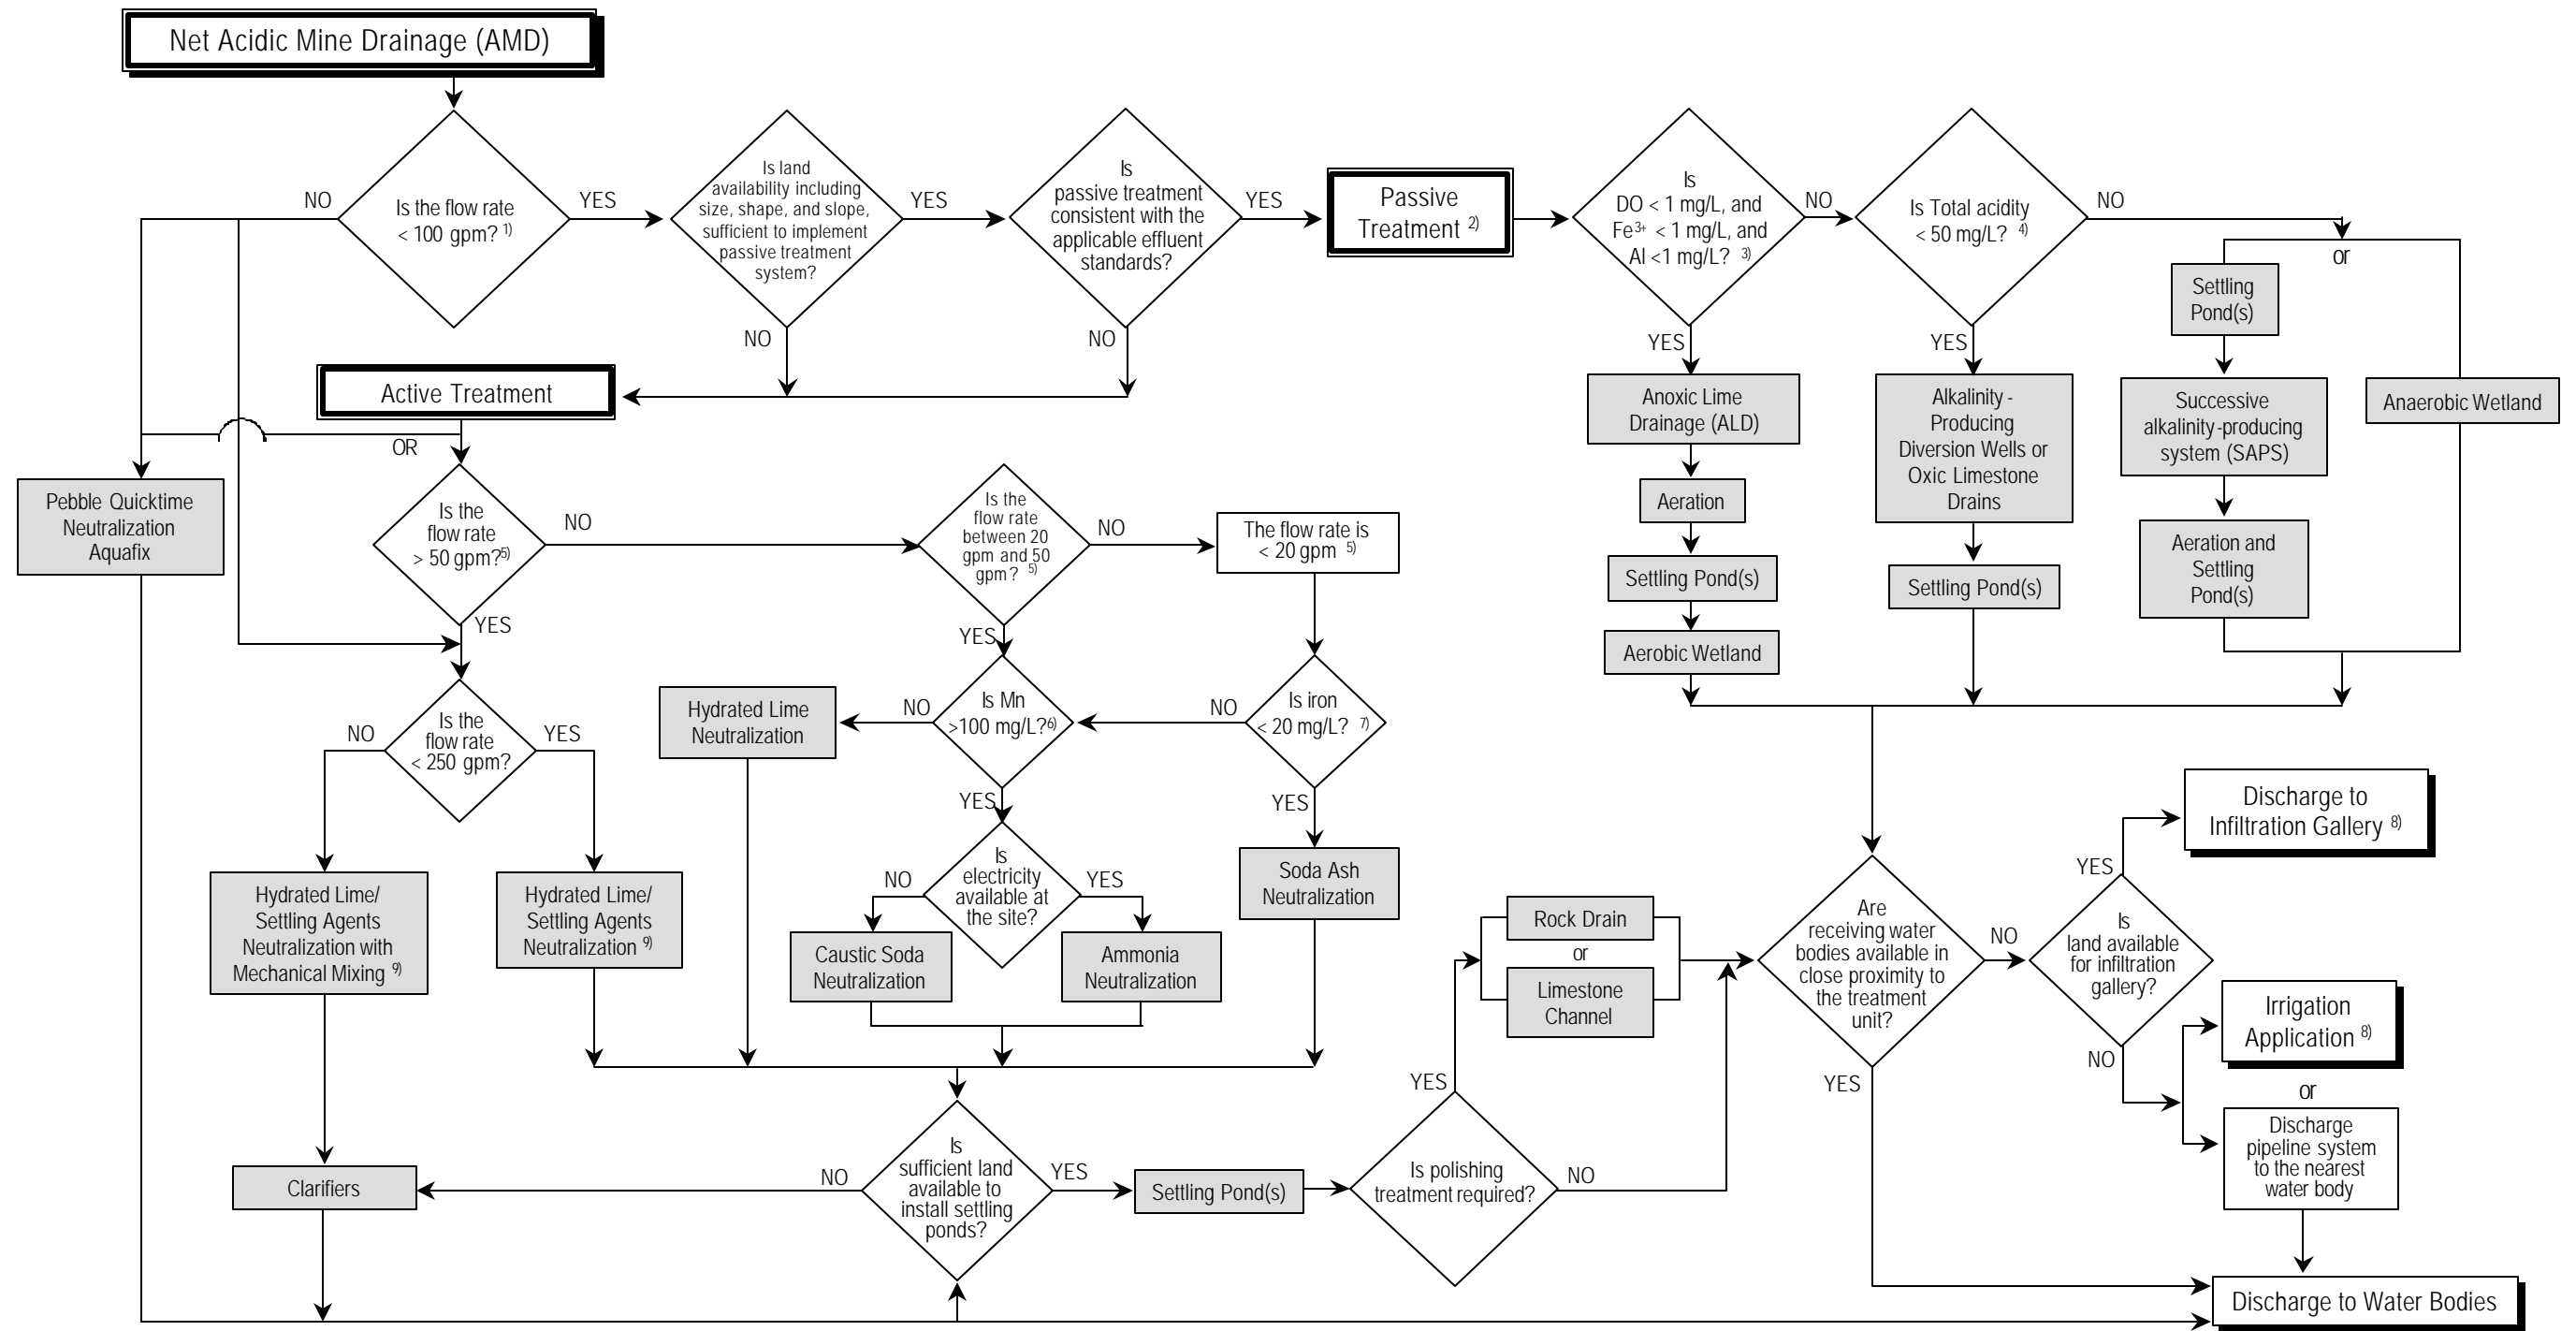 Net Acidic Mine Drainage (AMD)
Is the flow rate
< 100 gpm? 1)
NO
YES
Is land
availability including
size, shape, and slope,
sufficient to implement
passive treatment
system?
YES
NO
Is
passive treatment
consistent with the
applicable effluent
standards?
YES
NO
Passive
Treatment 2)
Is
DO < 1 mg/L, and
Fe3+ < 1 mg/L, and
Al <1 mg/L? 3)
NO
YES
Is Total acidity
< 50 mg/L? 4)
NO
YES
or
Settling
Pond(s)
Successive
alkalinity-producing
system (SAPS)
Aeration and
Settling
Pond(s)
Anaerobic Wetland
Anoxic Lime
Drainage (ALD)
Aeration
Settling Pond(s)
Aerobic Wetland
Alkalinity-
Producing
Diversion Wells or
Oxic Limestone
Drains
Settling Pond(s)
Active Treatment
OR
Pebble Quicktime
Neutralization
Aquafix
Is the
flow rate
> 50 gpm?5)
NO
YES
Is the
flow rate
between 20
gpm and 50
gpm? 5)
NO
YES
The flow rate is
< 20 gpm 5)
Is the
flow rate
< 250 gpm?
NO
YES
Hydrated Lime
Neutralization
NO
Is Mn
>100 mg/L?6)
YES
NO
Is iron
< 20 mg/L? 7)
YES
Hydrated Lime/
Settling Agents
Neutralization with
Mechanical Mixing 9)
Hydrated Lime/
Settling Agents
Neutralization 9)
Is
electricity
available at
the site?
NO
YES
Caustic Soda
Neutralization
Ammonia
Neutralization
Soda Ash
Neutralization
Clarifiers
NO
Is
sufficient land
available to
install settling
ponds?
YES
Settling Pond(s)
Is polishing
treatment required?
YES
NO
Rock Drain
or
Limestone
Channel
Are
receiving water
bodies available in
close proximity to
the treatment
unit?
NO
YES
Is
land available
for infiltration
gallery?
YES
NO
Discharge to
Infiltration Gallery 8)
Irrigation
Application 8)
or
Discharge
pipeline system
to the nearest
water body
Discharge to Water Bodies